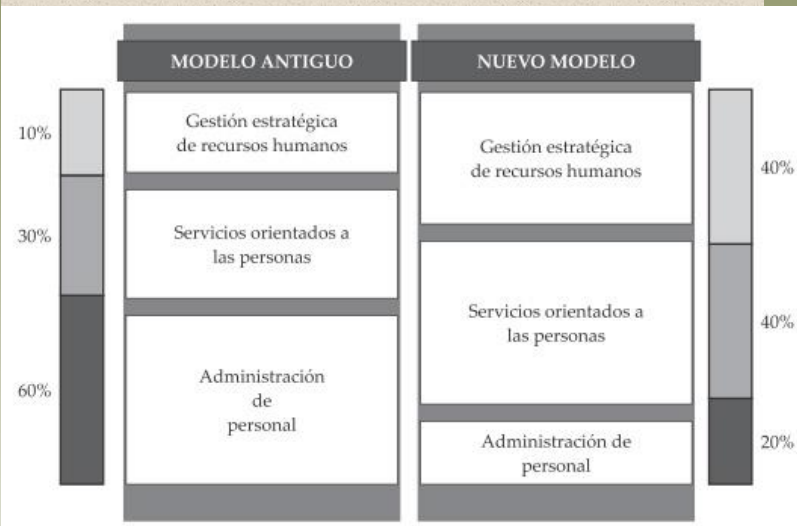 MODELO ANTIGUO
NUEVO MODELO
10%
30%
60%
Gestión estratégica
de recursos humanos
Servicios orientados a
las personas
Administración
de
personal
Gestión estratégica
de recursos humanos
Servicios orientados a
las personas
Administración de
personal
40%
40%
20%